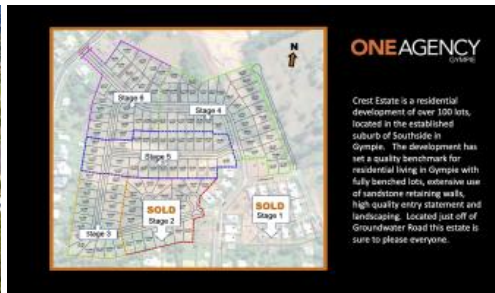 N
Stage 6
Stage 4
Stage 5
SOLD
Stage 2
SOLD
Stage 1
Stage 3
ONEAGENCY
GYMPIE
Crest Estate is a residential
development of over 100 lots,
located in the established
suburb of Southside in
Gympie. The development has
set a quality benchmark for
residential living in Gympie with
fully benched lots, extensive use
of sandstone retaining walls,
high quality entry statement and
landscaping. Located just off of
Groundwater Road this estate is
sure to please everyone.